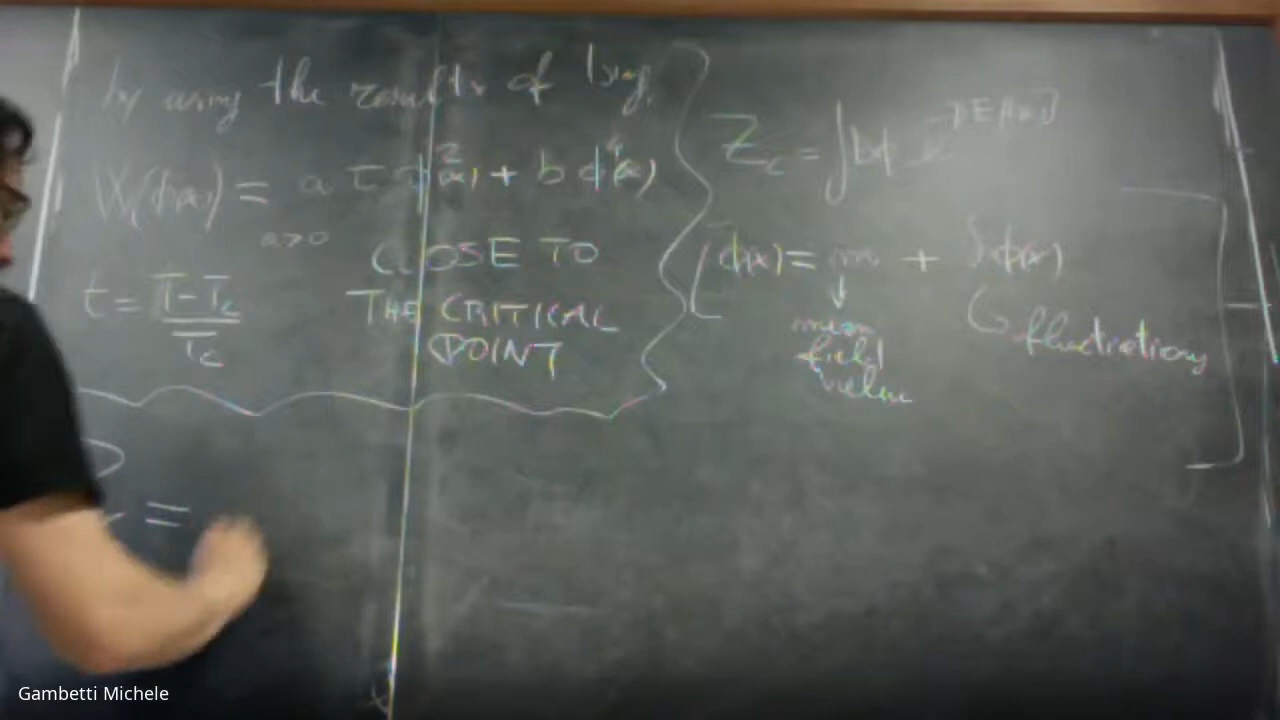 by using the results of Ising.
W(ϕ(x)) = a t ϕ²(x) + b ϕ⁴(x)
a>0
CLOSE TO
THE CRITICAL
POINT
t = (T-Tc)/Tc
Zc = ∫Dϕ e
ϕ(x) = m + δϕ(x)
mean
field
value
fluctuations
=
Gambetti Michele